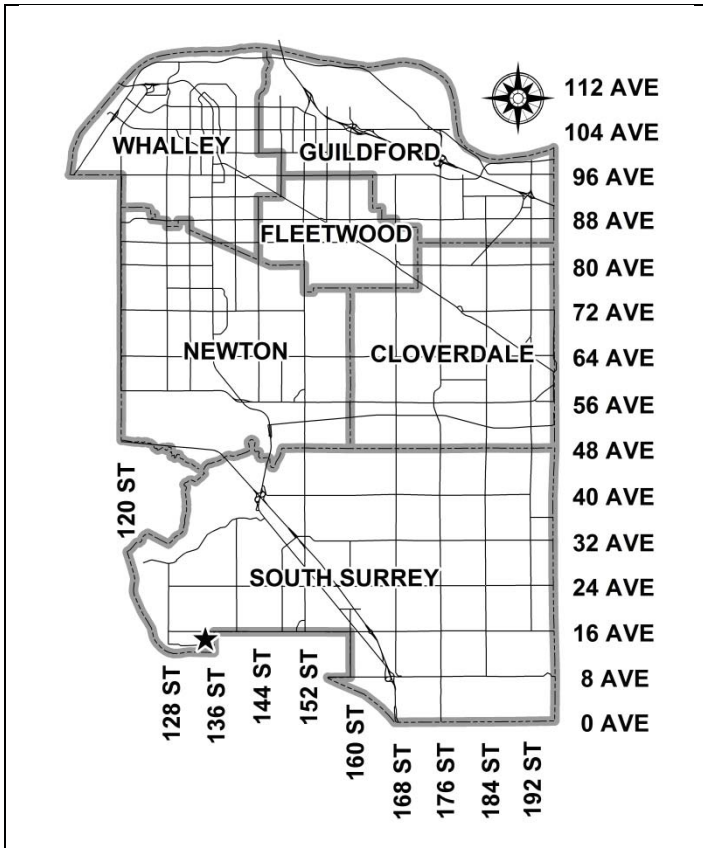 112 AVE
104 AVE
WHALLEY
GUILDFORD
96 AVE
88 AVE
FLEETWOOD
80 AVE
72 AVE
NEWTON
CLOVERDALE
64 AVE
56 AVE
48 AVE
120 ST
40 AVE
32 AVE
SOUTH SURREY
24 AVE
16 AVE
128 ST
136 ST
144 ST
152 ST
160 ST
8 AVE
0 AVE
168 ST
176 ST
184 ST
192 ST